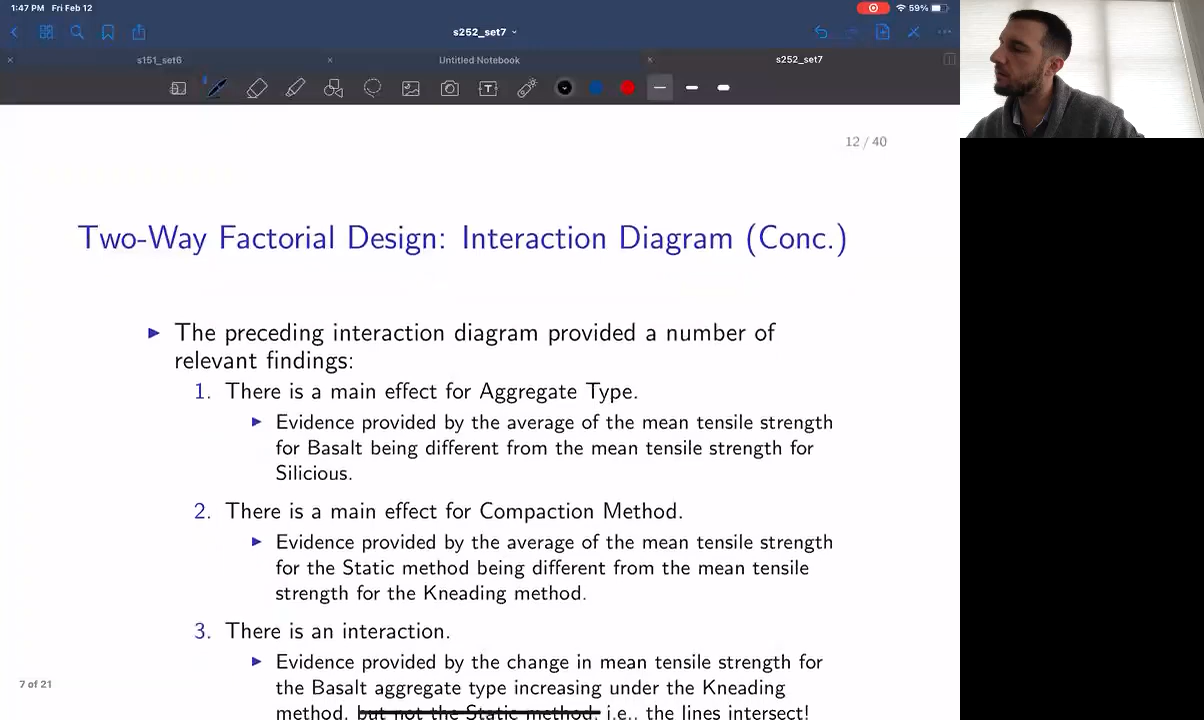 1:47 PM Fri Feb 12
59%
s252_set7
s151_set6
Untitled Notebook
s252_set7
T
12 / 40
Two-Way Factorial Design: Interaction Diagram (Conc.)
The preceding interaction diagram provided a number of
relevant findings:
1. There is a main effect for Aggregate Type.
Evidence provided by the average of the mean tensile strength
for Basalt being different from the mean tensile strength for
Silicious.
2. There is a main effect for Compaction Method.
Evidence provided by the average of the mean tensile strength
for the Static method being different from the mean tensile
strength for the Kneading method.
3. There is an interaction.
Evidence provided by the change in mean tensile strength for
the Basalt aggregate type increasing under the Kneading
method, but not the Static method; i.e., the lines intersect!
7 of 21